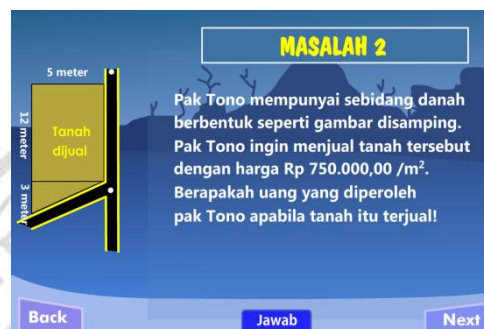 MASALAH 2
5 meter
12 meter
Tanah
dijual
3 meter
Pak Tono mempunyai sebidang danah
berbentuk seperti gambar disamping.
Pak Tono ingin menjual tanah tersebut
dengan harga Rp 750.000,00 /m².
Berapakah uang yang diperoleh
pak Tono apabila tanah itu terjual!
Back
Jawab
Next